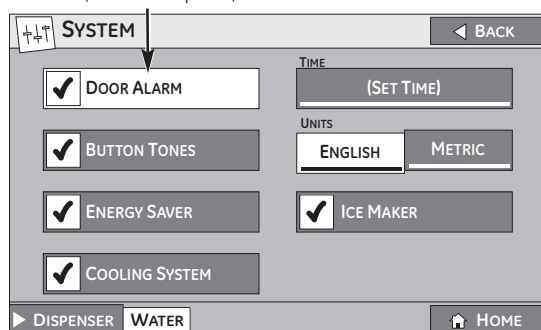 SYSTEM
BACK
DOOR ALARM
BUTTON TONES
ENERGY SAVER
COOLING SYSTEM
TIME
(SET TIME)
UNITS
ENGLISH
METRIC
ICE MAKER
DISPENSER
WATER
HOME